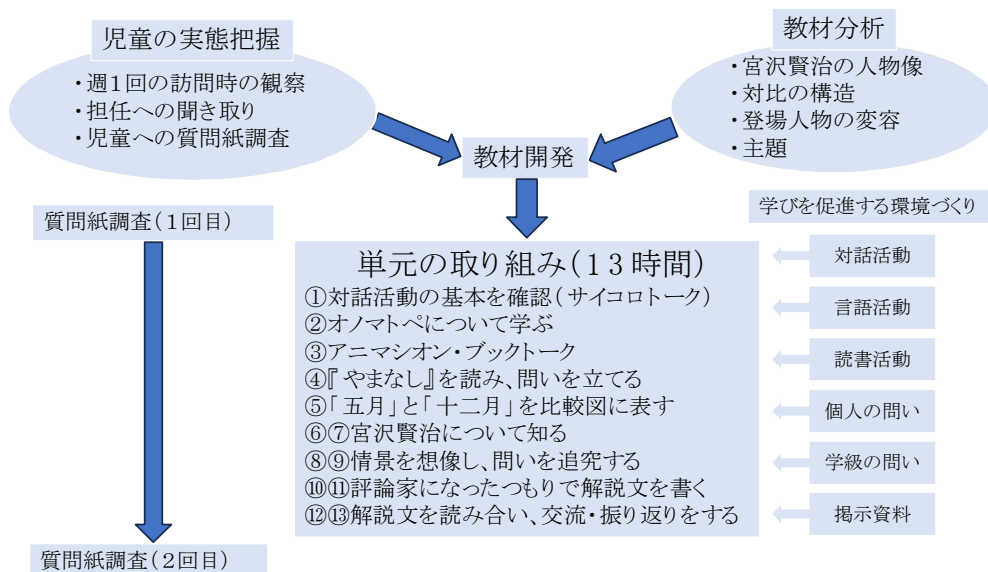 児童の実態把握
・週1回の訪問時の観察
・担任への聞き取り
・児童への質問紙調査
教材分析
・宮沢賢治の人物像
・対比の構造
・登場人物の変容
・主題
教材開発
質問紙調査(1回目)
質問紙調査(2回目)
単元の取り組み(13時間)
①対話活動の基本を確認(サイコロトーク)
②オノマトペについて学ぶ
③アニマシオン・ブックトーク
④『やまなし』を読み、問いを立てる
⑤「五月」と「十二月」を比較図に表す
⑥⑦宮沢賢治について知る
⑧⑨情景を想像し、問いを追究する
⑩⑪評論家になったつもりで解説文を書く
⑫⑬解説文を読み合い、交流・振り返りをする
学びを促進する環境づくり
対話活動
言語活動
読書活動
個人の問い
学級の問い
掲示資料